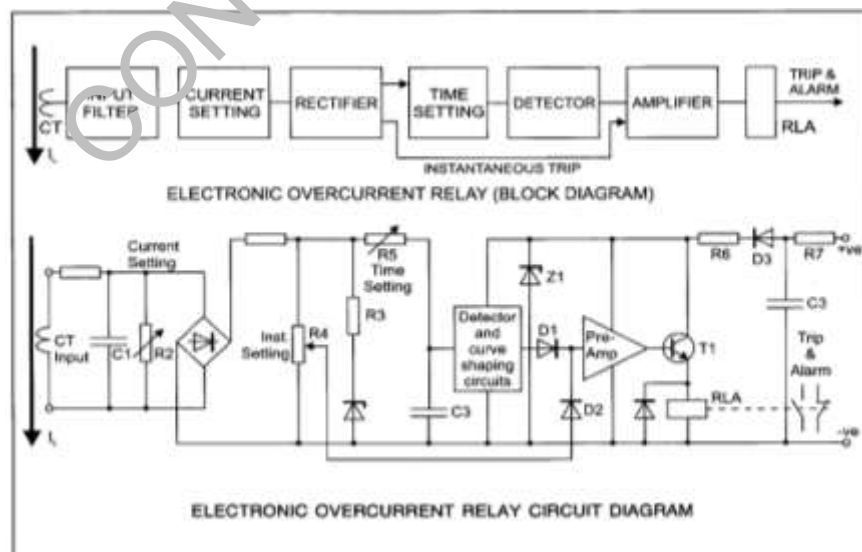 CON
INPUT FILTER
CURRENT SETTING
RECTIFIER
TIME SETTING
DETECTOR
AMPLIFIER
TRIP & ALARM
CT
RLA
INSTANTANEOUS TRIP
ELECTRONIC OVERCURRENT RELAY (BLOCK DIAGRAM)
Current
Setting
CT
Input
C1
R2
R5
Time
Setting
R3
R4
Inst.
Setting
C3
Z1
Detector
and
curve
shaping
circuits
D1
D2
Pre-
Amp
T1
R6
D3
R7
+ve
C3
Trip
&
Alarm
RLA
-ve
ELECTRONIC OVERCURRENT RELAY CIRCUIT DIAGRAM